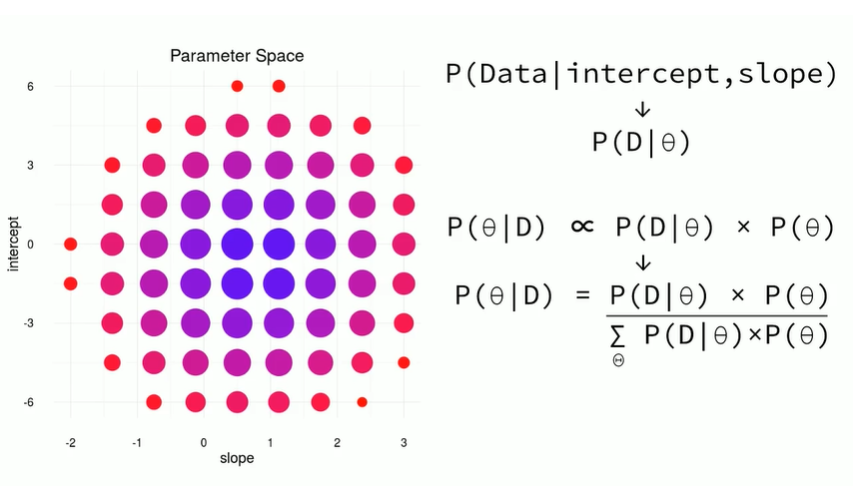 Parameter Space
6
3
0
-3
-6
intercept
-2 -1 0 1 2 3
slope
P(Data|intercept,slope)
↓
P(D|θ)
P(θ|D) ∝ P(D|θ) × P(θ)
↓
P(θ|D) = P(D|θ) × P(θ)
∑ P(D|θ)×P(θ)
Θ